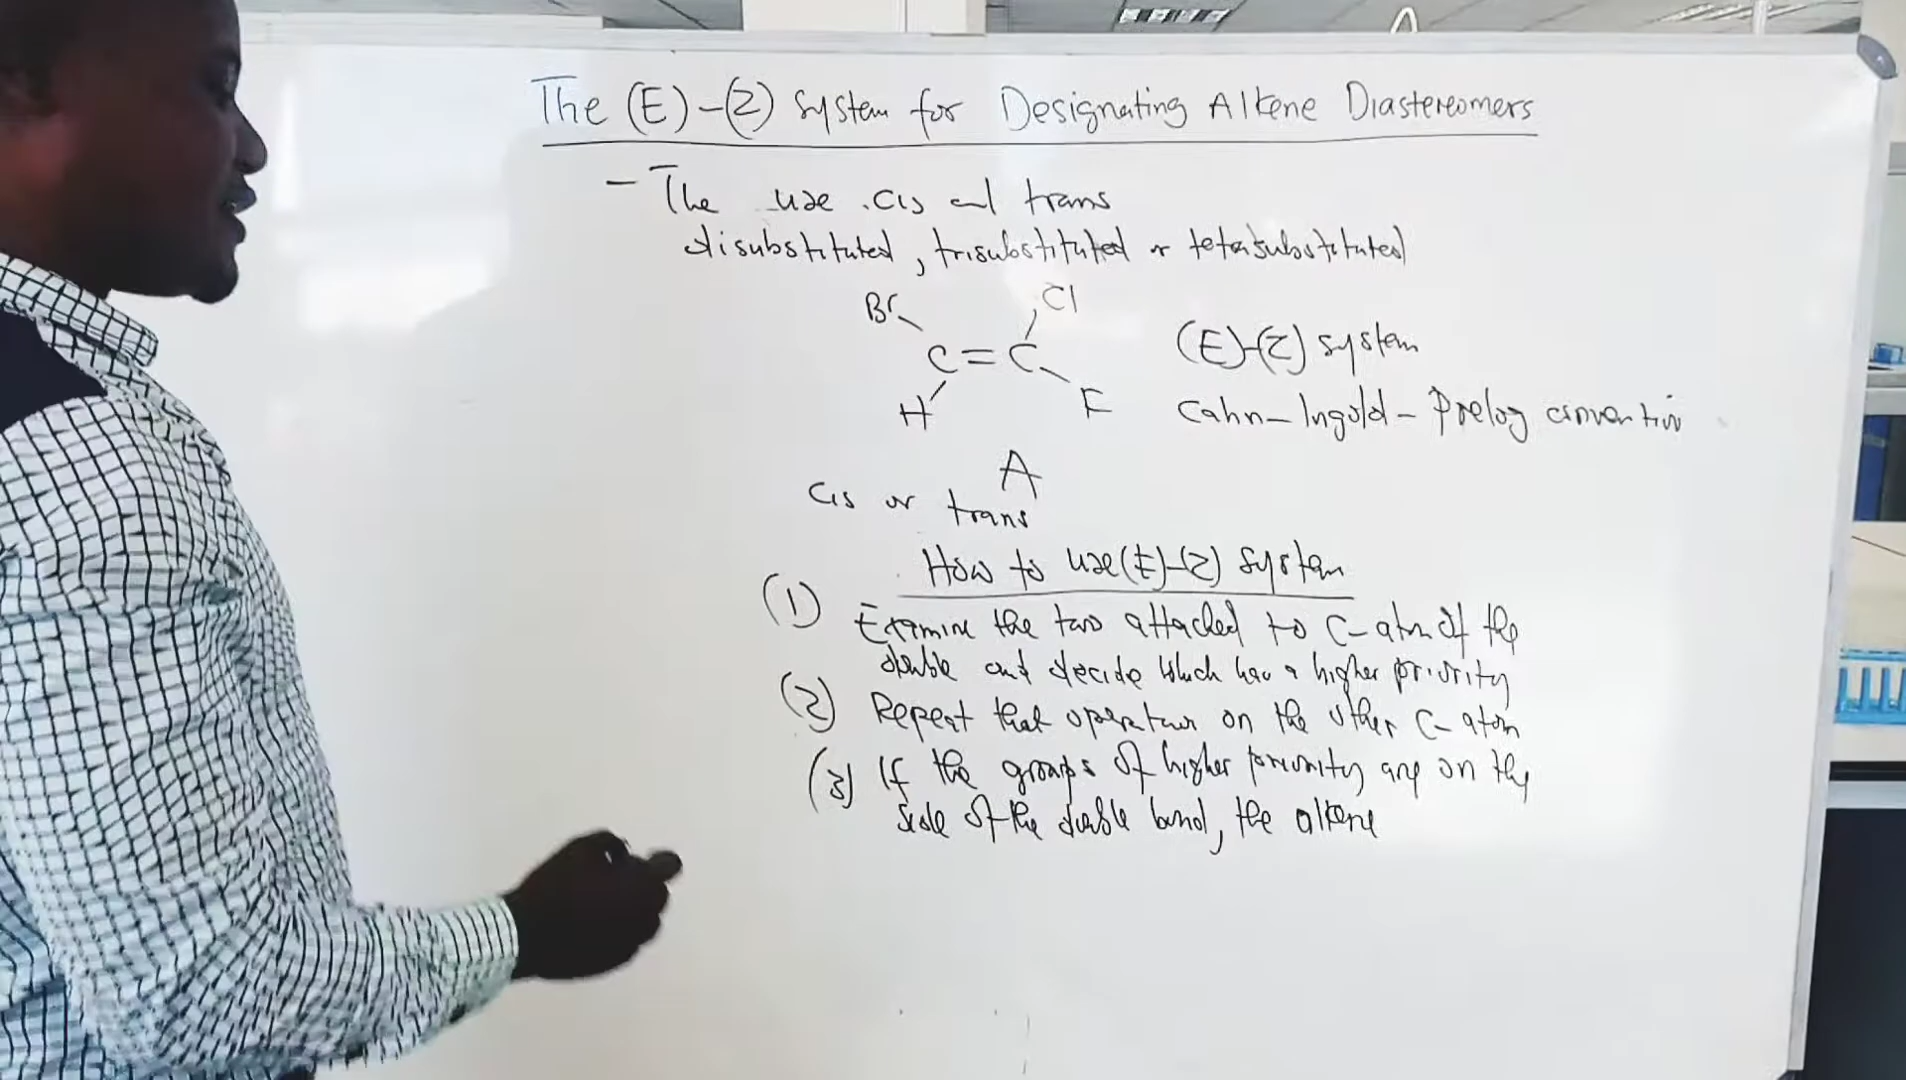 The (E)-(Z) system for Designating Alkene Diastereomers
- The use cis and trans
disubstituted, trisubstituted or tetrasubstituted
Br Cl
C=C
H F
(E)-(Z) system
Cahn-Ingold-Prelog convention
A
cis or trans
How to use (E)-(Z) system
(1) Examine the two attached to C-atom of the
double and decide which has a higher priority
(2) Repeat that operation on the other C-atom
(3) If the groups of higher priority are on the
side of the double bond, the alkene